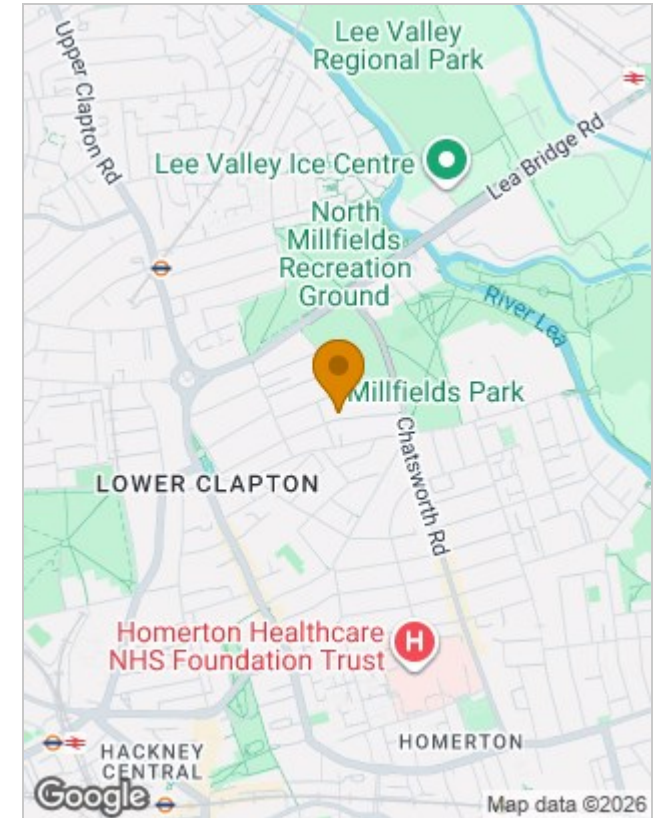 Lee Valley
Regional Park
Upper Clapton Rd
Lee Valley Ice Centre
Lea Bridge Rd
North
Millfields
Recreation
Ground
River Lea
Millfields Park
Chatsworth Rd
LOWER CLAPTON
Homerton Healthcare
NHS Foundation Trust
H
HOMERTON
HACKNEY
CENTRAL
Google
Map data ©2026